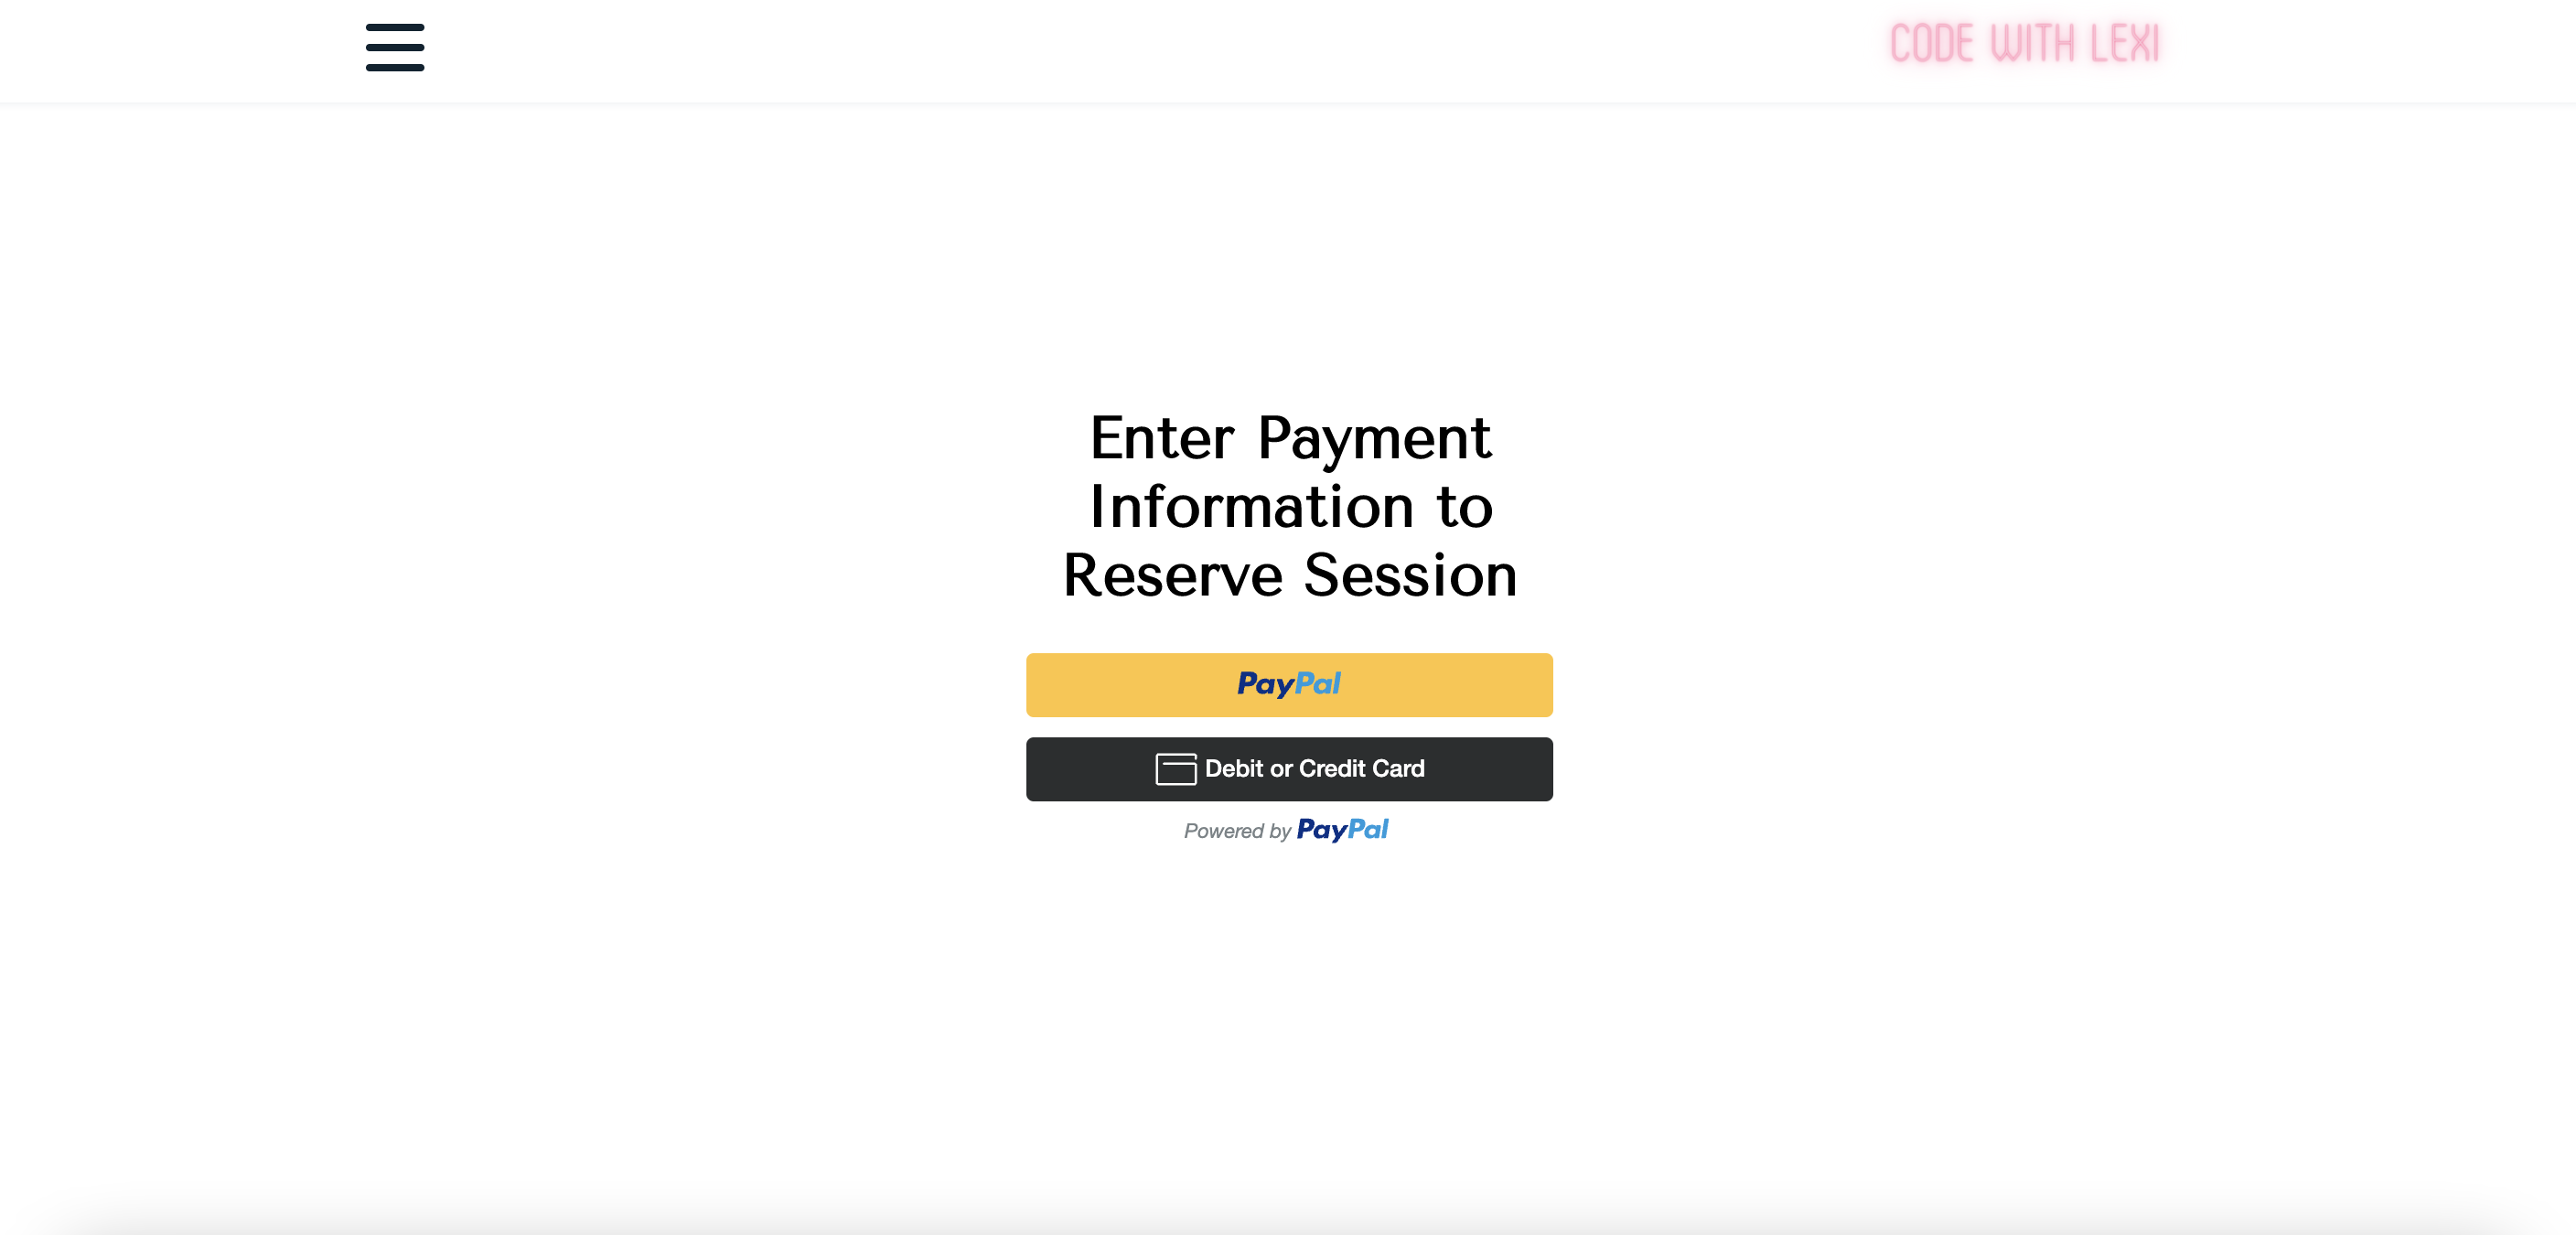 CODE WITH LEXI
Enter Payment
Information to
Reserve Session
PayPal
Debit or Credit Card
Powered by PayPal